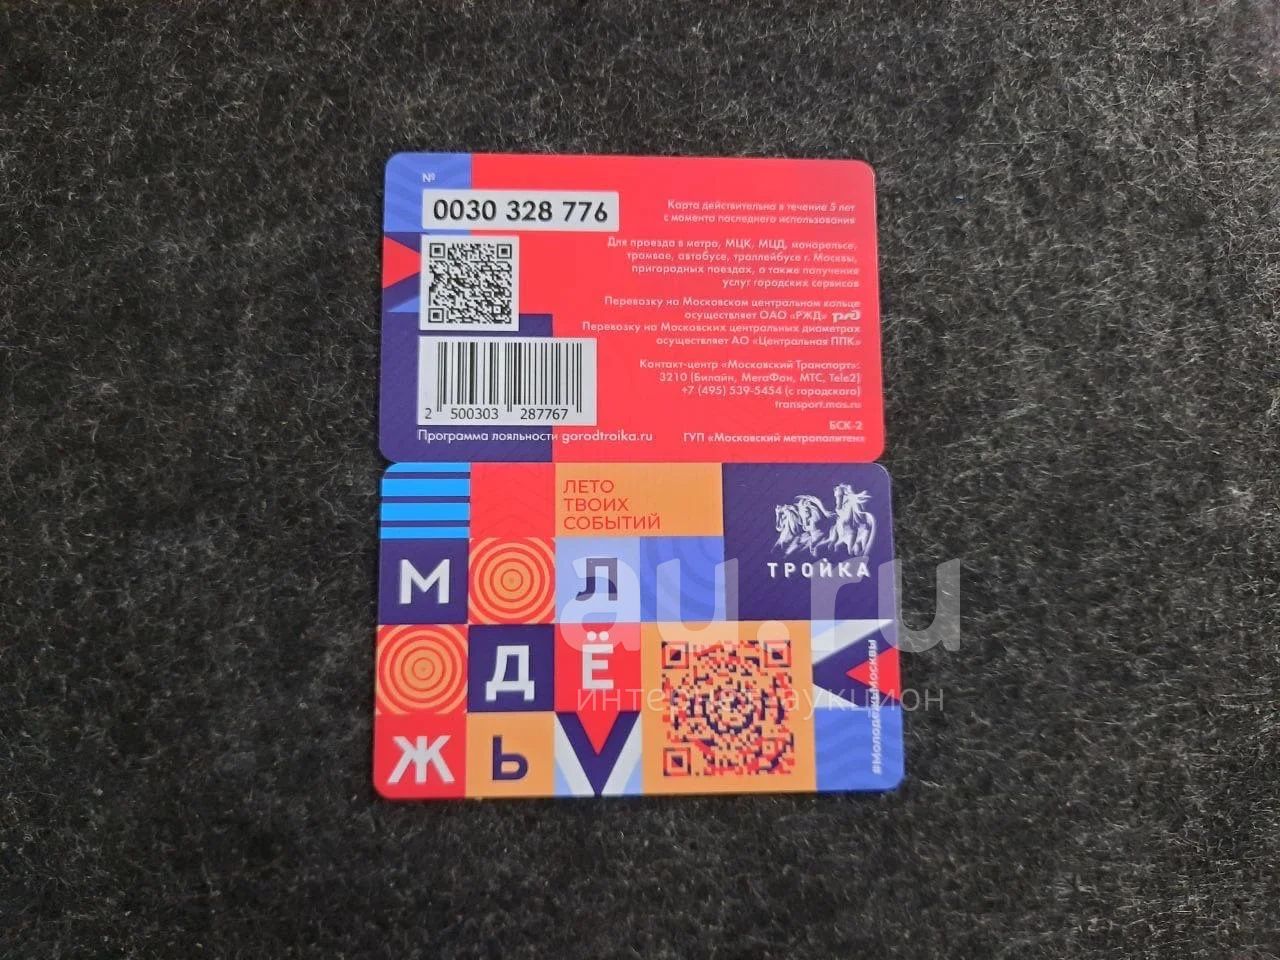 №
0030 328 776
Карта действительна в течение 5 лет
с момента последнего использования
Для проезда в метро, МЦК, МЦД, монорельсе,
трамвае, автобусе, троллейбусе г. Москвы,
пригородных поездах, а также получения
услуг городских сервисов
Перевозку на Московском центральном кольце
осуществляет ОАО «РЖД» РЖД
Перевозку на Московских центральных диаметрах
осуществляет АО «Центральная ППК»
Контакт-центр «Московский Транспорт»:
3210 (Билайн, МегаФон, МТС, Tele2)
+7 (495) 539-5454 (с городского)
transport.mos.ru
2 500303 287767
БСК-2
Программа лояльности gorodtroika.ru
ГУП «Московский метрополитен»
ЛЕТО
ТВОИХ
СОБЫТИЙ
ТРОЙКА
М О Л
О Д Ё
Ж Ь
#МолодёжьМосквы
au.ru
интернет-аукцион